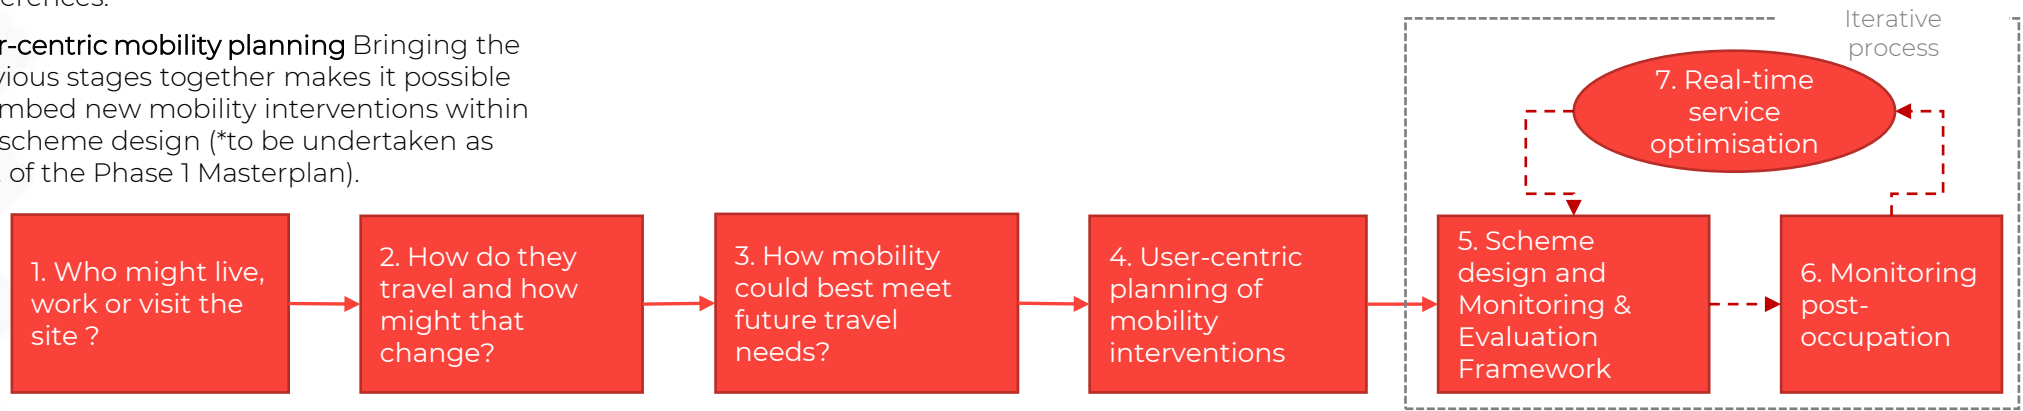 erences.
r-centric mobility planning Bringing the
vious stages together makes it possible
mbed new mobility interventions within
scheme design (*to be undertaken as
of the Phase 1 Masterplan).
Iterative
process
7. Real-time
service
optimisation
1. Who might live,
work or visit the
site ?
2. How do they
travel and how
might that
change?
3. How mobility
could best meet
future travel
needs?
4. User-centric
planning of
mobility
interventions
5. Scheme
design and
Monitoring &
Evaluation
Framework
6. Monitoring
post-
occupation